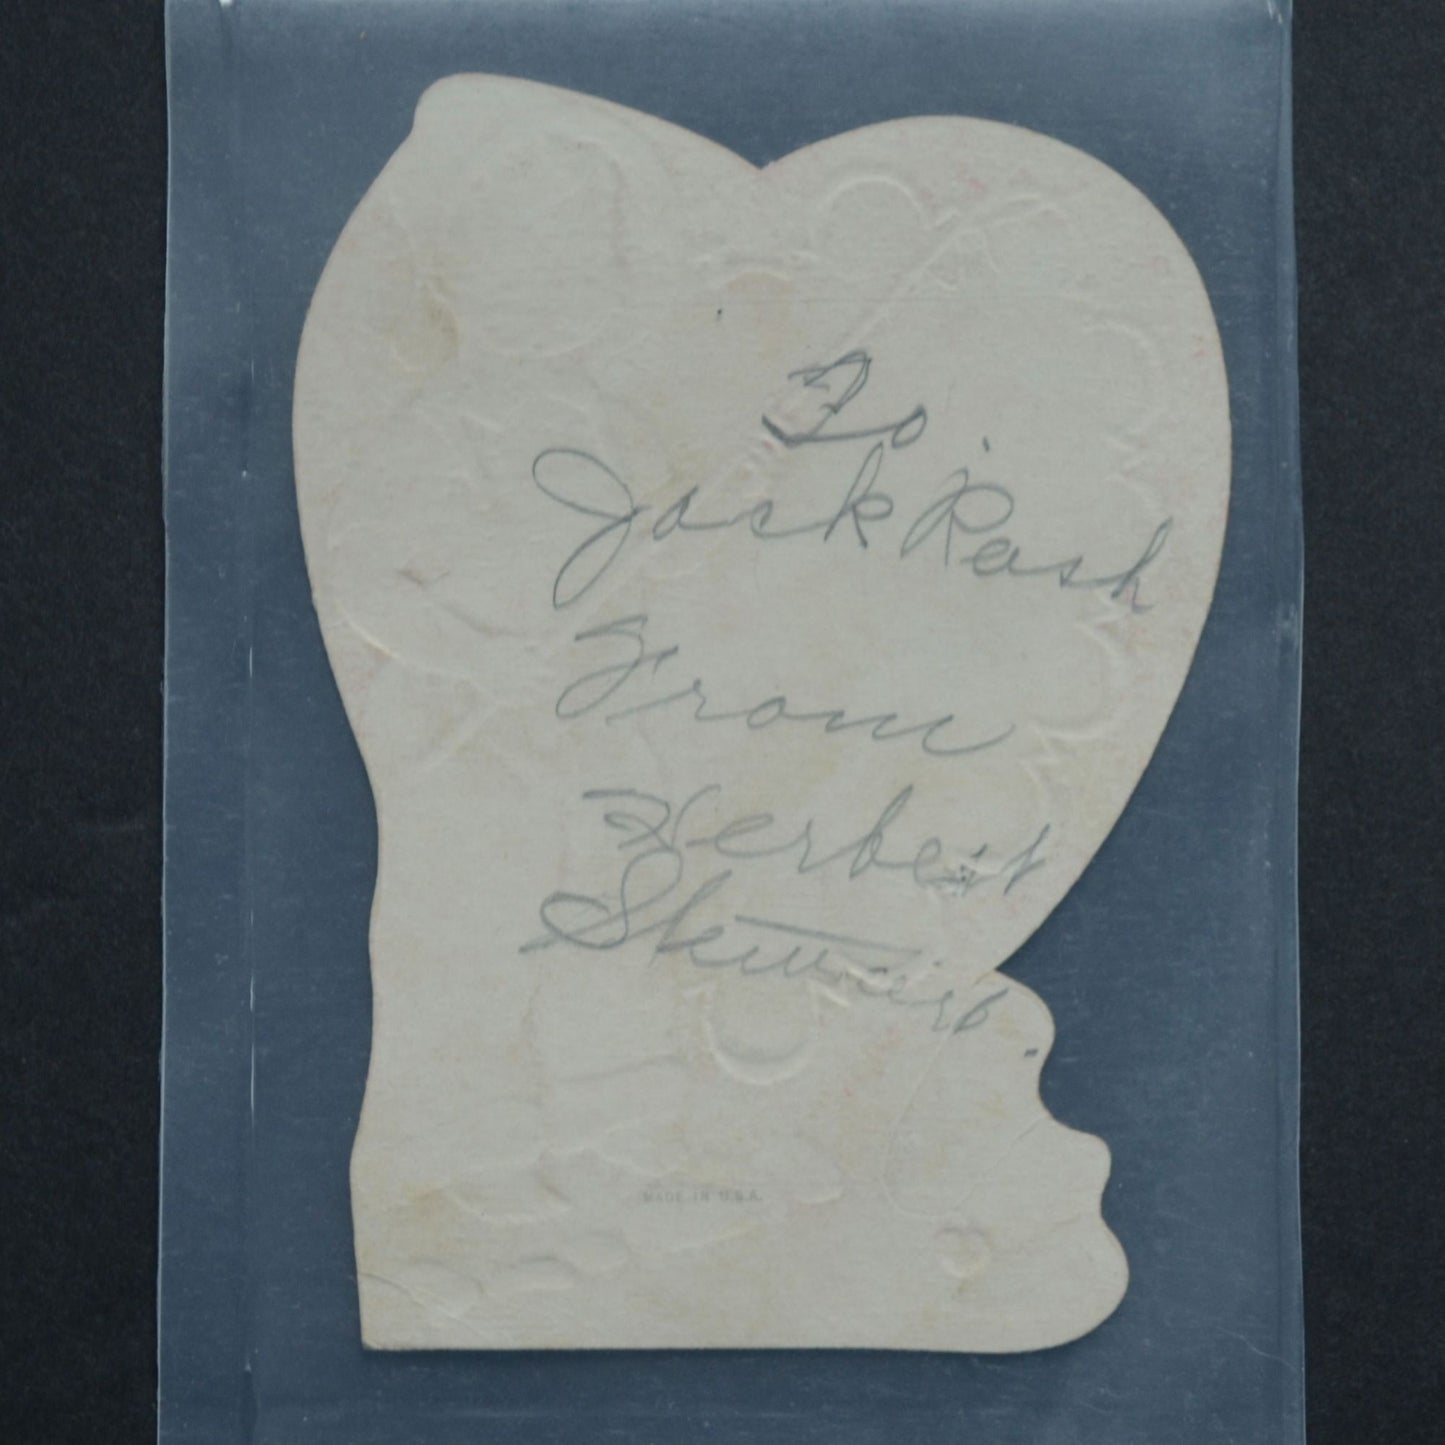 To
Jack Rash
From
Herbert
Stewart.
MADE IN U.S.A.